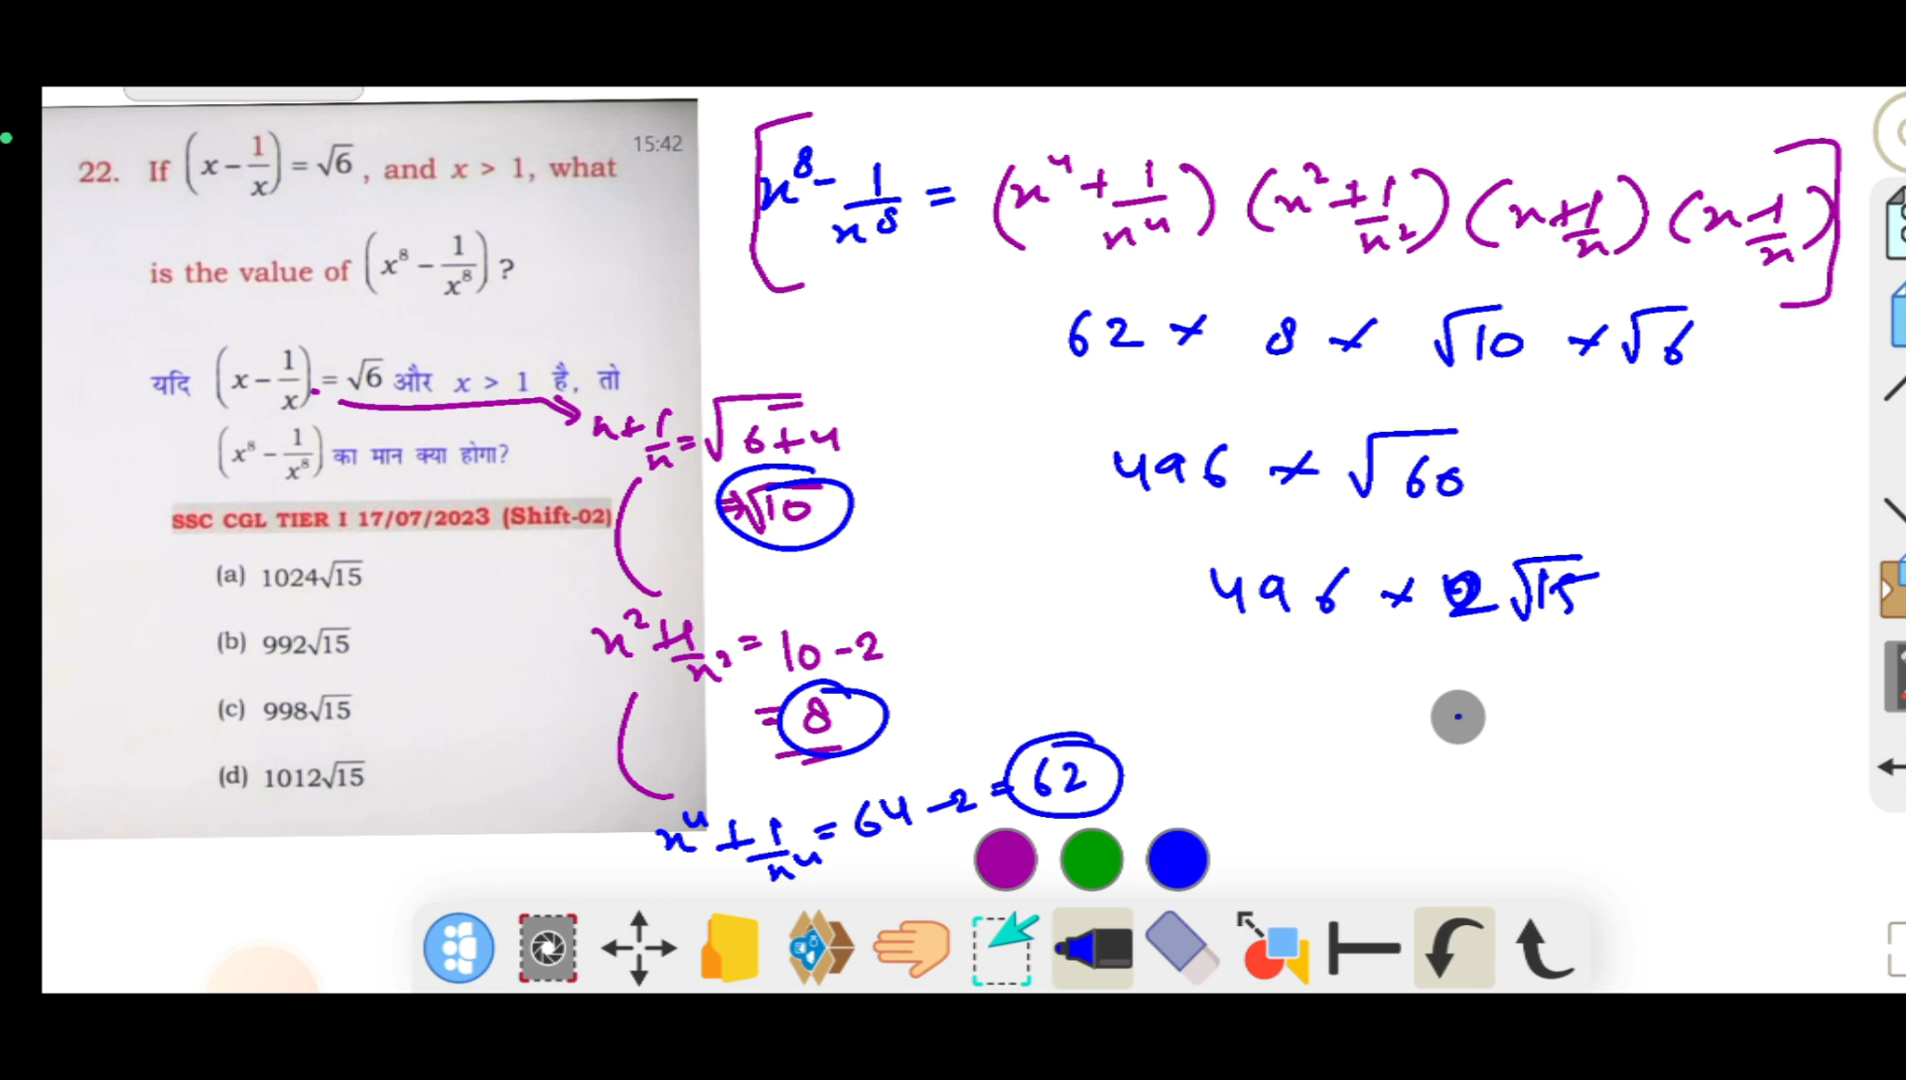 15:42
22. If (x − 1/x) = √6 , and x > 1, what
is the value of (x⁸ − 1/x⁸) ?
यदि (x − 1/x) = √6 और x > 1 है, तो
(x⁸ − 1/x⁸) का मान क्या होगा?
SSC CGL TIER I 17/07/2023 (Shift-02)
(a) 1024√15
(b) 992√15
(c) 998√15
(d) 1012√15
x + 1/x = √6+4
⇒ √10
x² + 1/x² = 10 − 2
= 8
x⁴ + 1/x⁴ = 64 − 2 = 62
[x⁸ − 1/x⁸ = (x⁴ + 1/x⁴) (x² + 1/x²) (x + 1/x) (x − 1/x)]
62 × 8 × √10 × √6
496 × √60
496 × 2√15